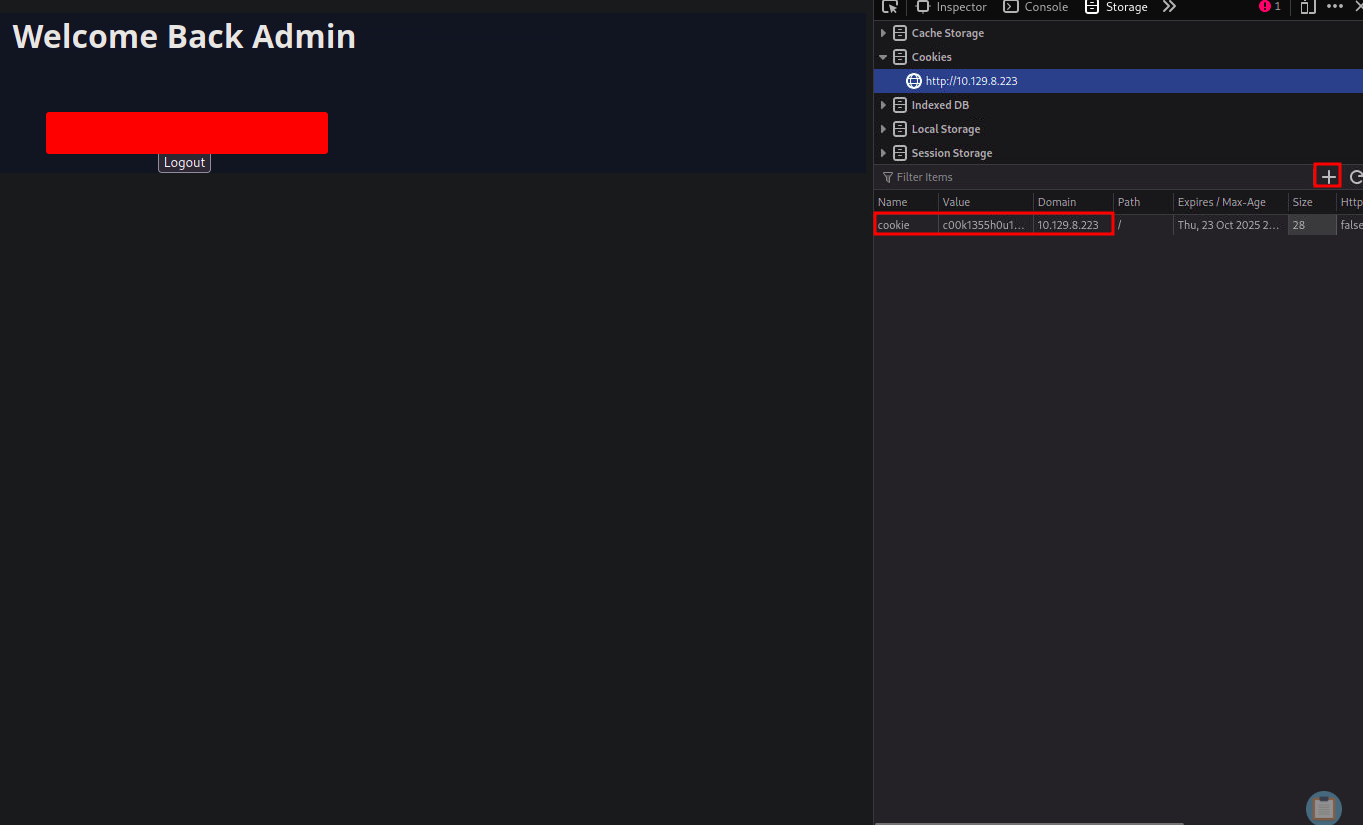 Welcome Back Admin
Logout
Inspector Console Storage 1
Cache Storage
Cookies
http://10.129.8.223
Indexed DB
Local Storage
Session Storage
Filter Items
Name Value Domain Path Expires / Max-Age Size Http
cookie c00k1355h0u1... 10.129.8.223 / Thu, 23 Oct 2025 2... 28 false